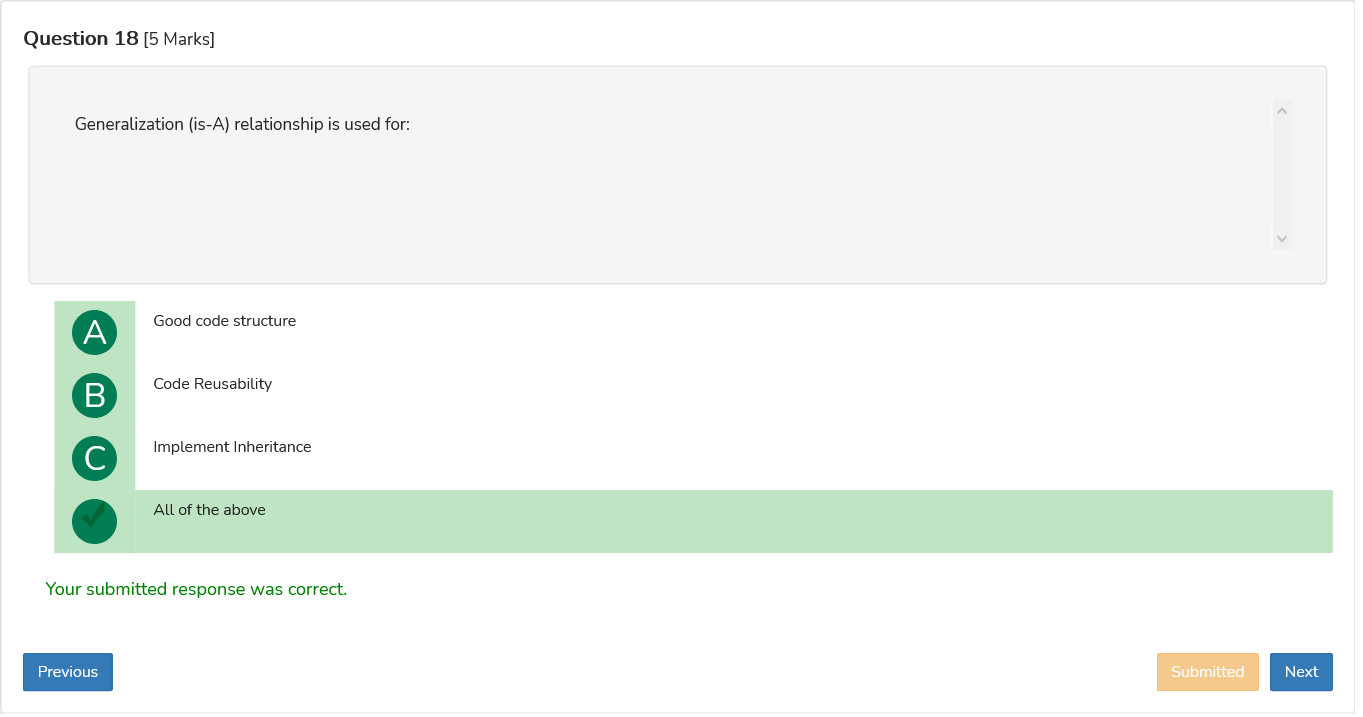 Question 18 [5 Marks]
Generalization (is-A) relationship is used for:
A Good code structure
B Code Reusability
C Implement Inheritance
All of the above
Your submitted response was correct.
Previous Submitted Next